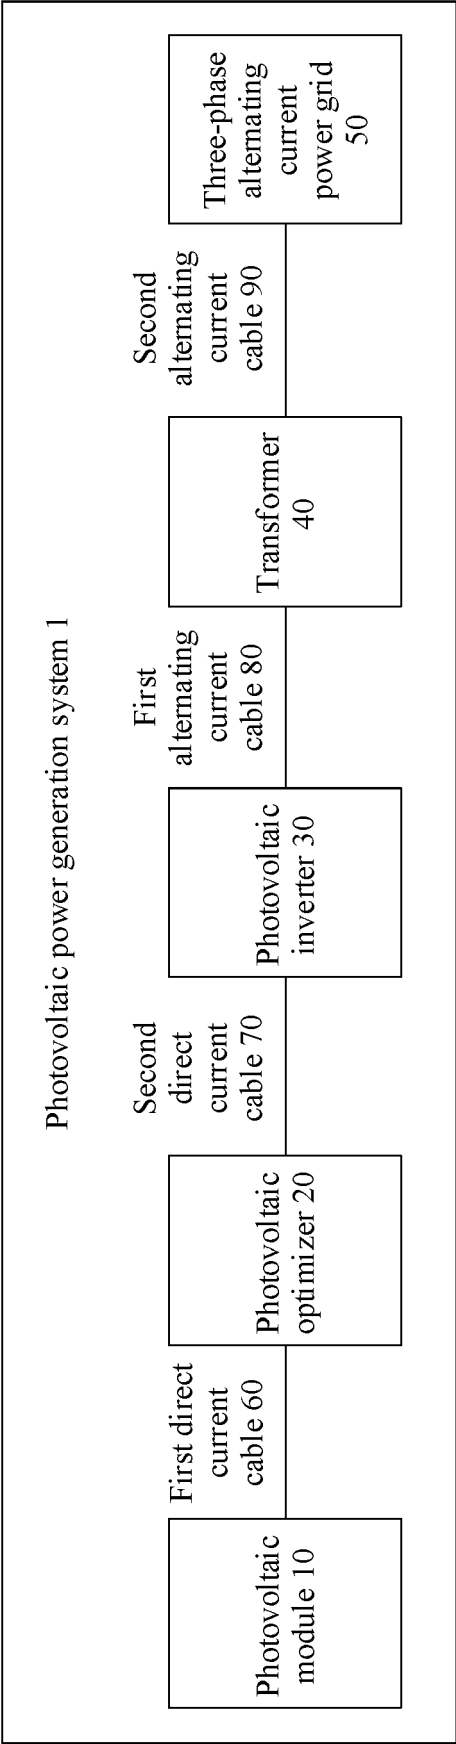 Photovoltaic power generation system 1
Photovoltaic
module 10
First direct
current
cable 60
Photovoltaic
optimizer 20
Second
direct
current
cable 70
Photovoltaic
inverter 30
First
alternating
current
cable 80
Transformer
40
Second
alternating
current
cable 90
Three-phase
alternating
current
power grid
50